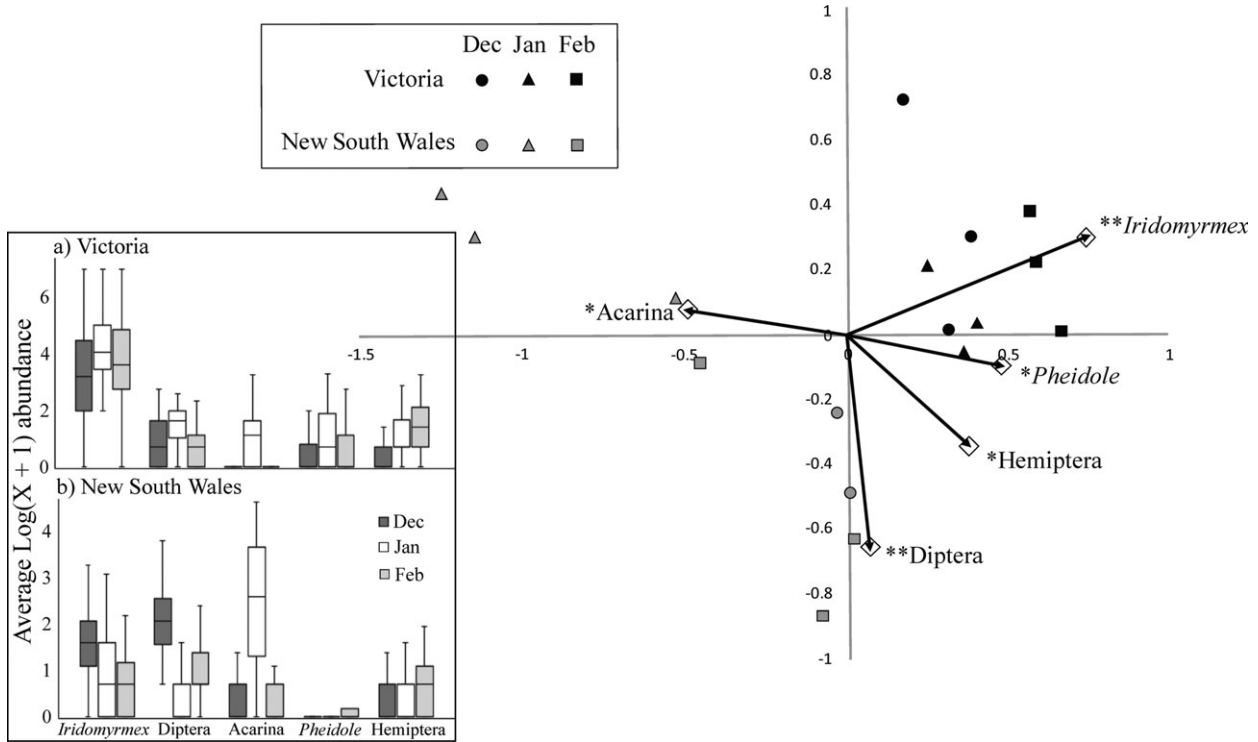 Dec Jan Feb
Victoria
New South Wales
1
0.8
0.6
0.4
0.2
0
-0.2
-0.4
-0.6
-0.8
-1
-1.5
-1
-0.5
0
0.5
1
**Iridomyrmex
*Acarina
*Pheidole
*Hemiptera
**Diptera
Average Log(X + 1) abundance
a) Victoria
6
4
2
0
b) New South Wales
4
3
2
1
0
Dec
Jan
Feb
Iridomyrmex Diptera Acarina Pheidole Hemiptera